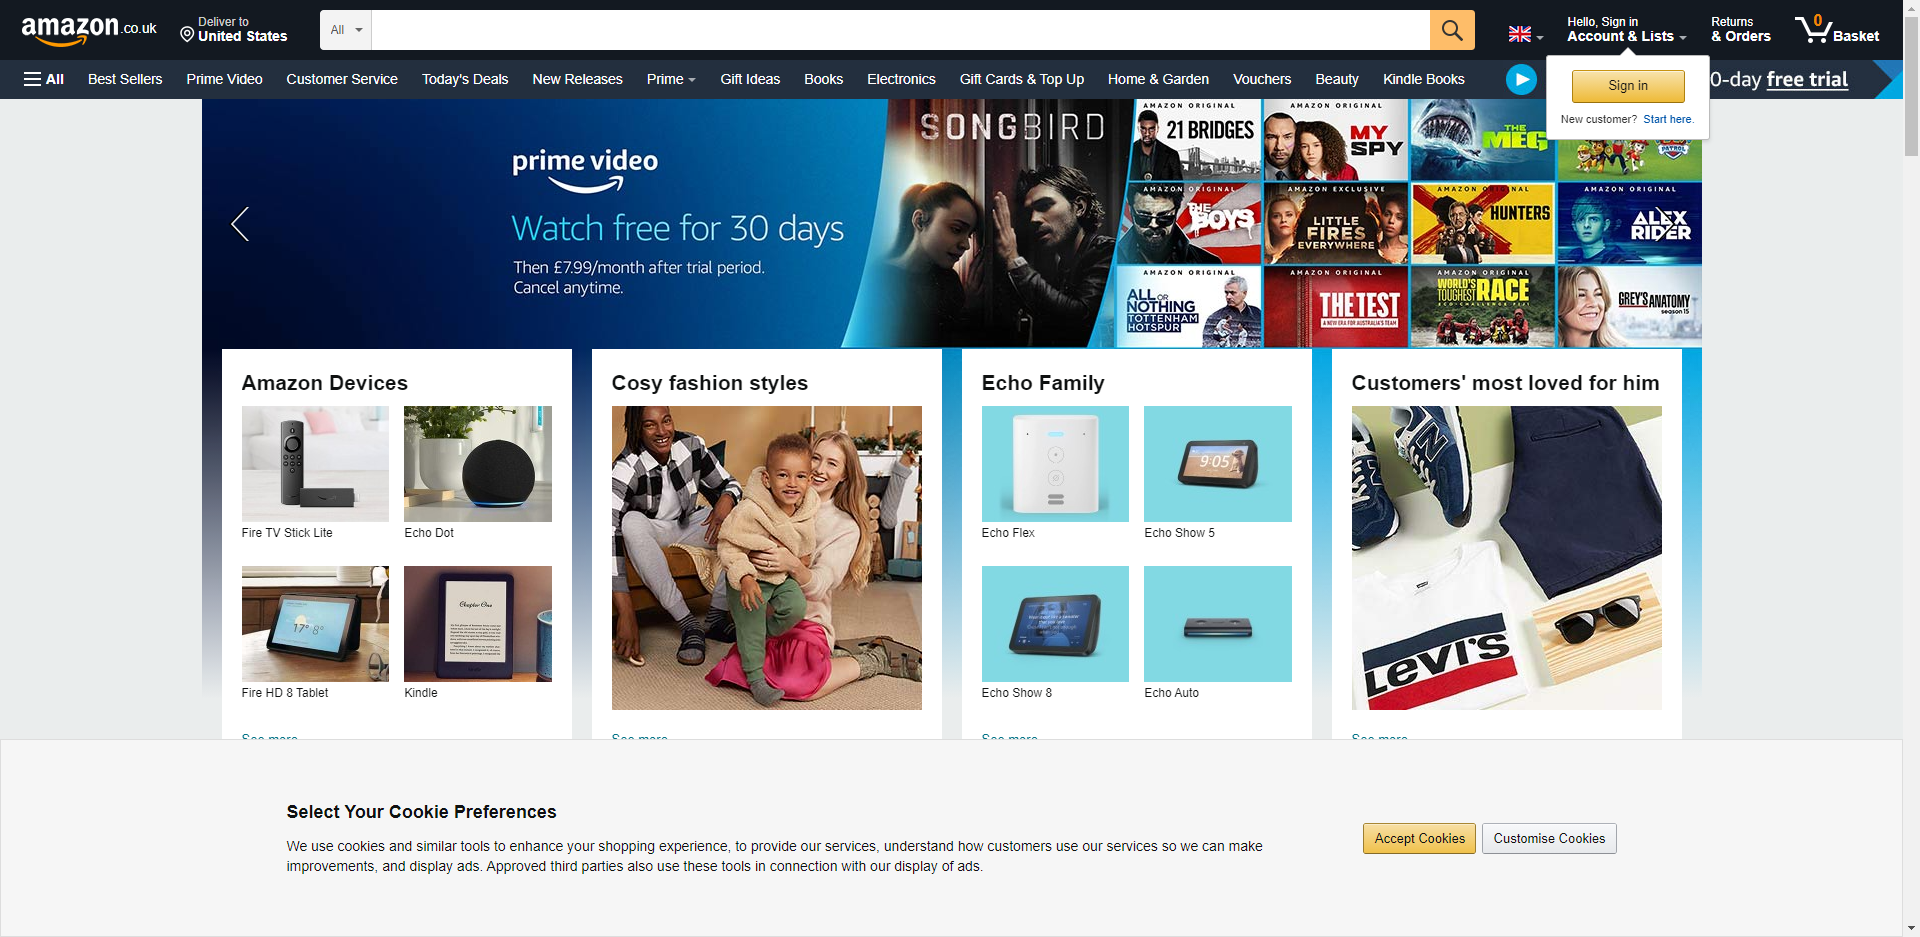 amazon.co.uk
Deliver to
United States
All
Hello, Sign in
Account & Lists
Returns
& Orders
0
Basket
All
Best Sellers
Prime Video
Customer Service
Today's Deals
New Releases
Prime
Gift Ideas
Books
Electronics
Gift Cards & Top Up
Home & Garden
Vouchers
Beauty
Kindle Books
0-day free trial
Sign in
New customer? Start here.
prime video
Watch free for 30 days
Then £7.99/month after trial period.
Cancel anytime.
SONGBIRD
AMAZON ORIGINAL
21 BRIDGES
AMAZON ORIGINAL
MY SPY
AMAZON ORIGINAL
THE MEG
PATROL
AMAZON ORIGINAL
THE BOYS
AMAZON EXCLUSIVE
LITTLE FIRES EVERYWHERE
AMAZON ORIGINAL
HUNTERS
AMAZON ORIGINAL
ALEX RIDER
AMAZON ORIGINAL
ALL OR NOTHING
TOTTENHAM HOTSPUR
AMAZON ORIGINAL
THE TEST
A NEW ERA FOR AUSTRALIA'S TEAM
AMAZON ORIGINAL
WORLD'S TOUGHEST RACE
ECO-CHALLENGE FIJI
GREY'S ANATOMY
season 15
Amazon Devices
Fire TV Stick Lite
Echo Dot
17° 8°
Chapter One
Fire HD 8 Tablet
Kindle
See more
Cosy fashion styles
See more
Echo Family
9:05
Echo Flex
Echo Show 5
Echo Show 8
Echo Auto
See more
Customers' most loved for him
N
Levi's
See more
Select Your Cookie Preferences
We use cookies and similar tools to enhance your shopping experience, to provide our services, understand how customers use our services so we can make
improvements, and display ads. Approved third parties also use these tools in connection with our display of ads.
Accept Cookies
Customise Cookies